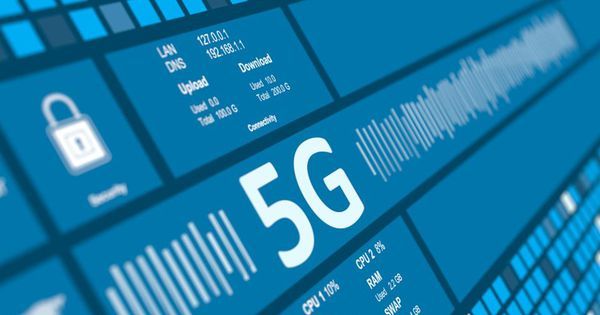 LAN 127.0.0.1
DNS 192.168.1.1
Upload
Used 0.0
Total 100.0 G
Download
Used 10.0
Total 200.0 G
Connectivity
Security
5G
CPU 1 10%
CPU 2 8%
RAM
Used 2.2 GB
SWAP